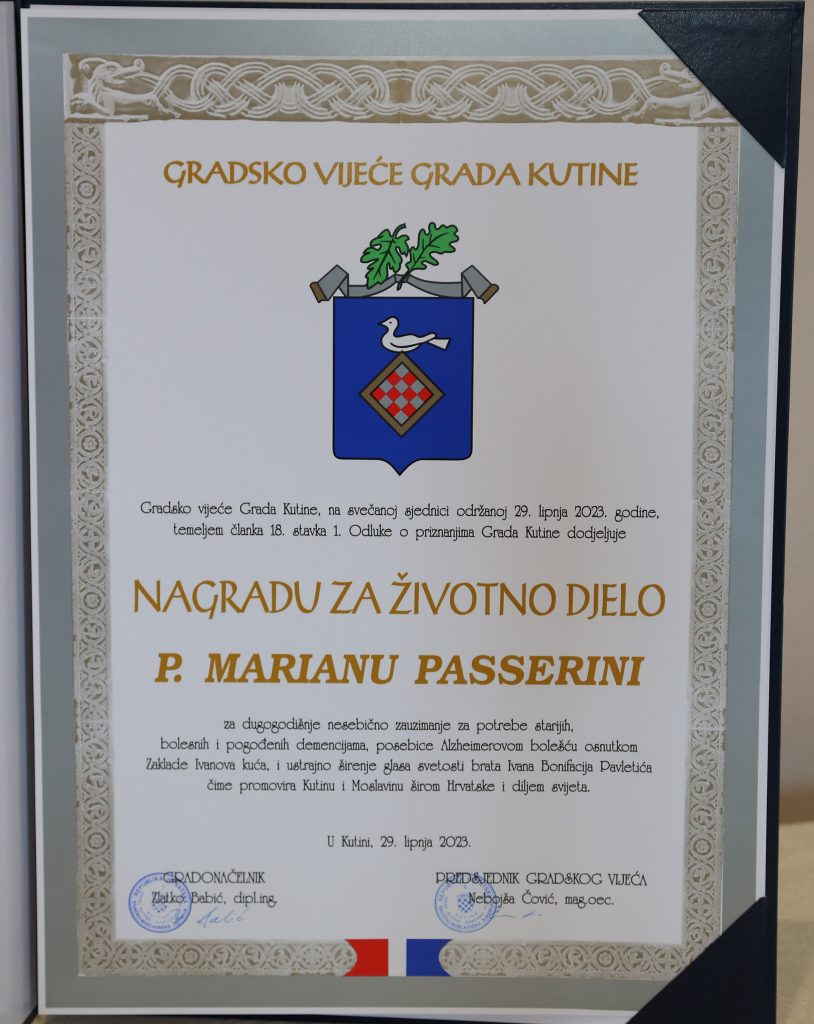 GRADSKO VIJEĆE GRADA KUTINE
Gradsko vijeće Grada Kutine, na svečanoj sjednici održanoj 29. lipnja 2023. godine,
temeljem članka 18. stavka 1. Odluke o priznanjima Grada Kutine dodjeljuje
NAGRADU ZA ŽIVOTNO DJELO
P. MARIANU PASSERINI
za dugogodišnje nesebično zauzimanje za potrebe starijih,
bolesnih i pogođenih demencijama, posebice Alzheimerovom bolešću osnutkom
Zaklade Ivanova kuća, i ustrajno širenje glasa svetosti brata Ivana Bonifacija Pavletića
čime promovira Kutinu i Moslavinu širom Hrvatske i diljem svijeta.
U Kutini, 29. lipnja 2023.
GRADONAČELNIK
Zlatko Babić, dipl.ing.
PREDSJEDNIK GRADSKOG VIJEĆA
Nebojša Čović, mag.oec.